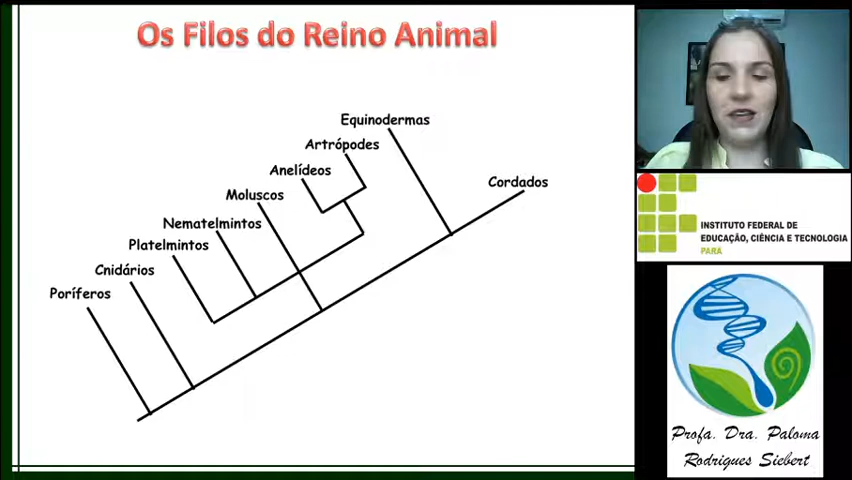 Os Filos do Reino Animal
Equinodermas
Artrópodes
Anelídeos
Cordados
Moluscos
Nematelmintos
Platelmintos
Cnidários
Poríferos
INSTITUTO FEDERAL DE
EDUCAÇÃO, CIÊNCIA E TECNOLOGIA
PARÁ
Profa. Dra. Paloma
Rodrigues Siebert